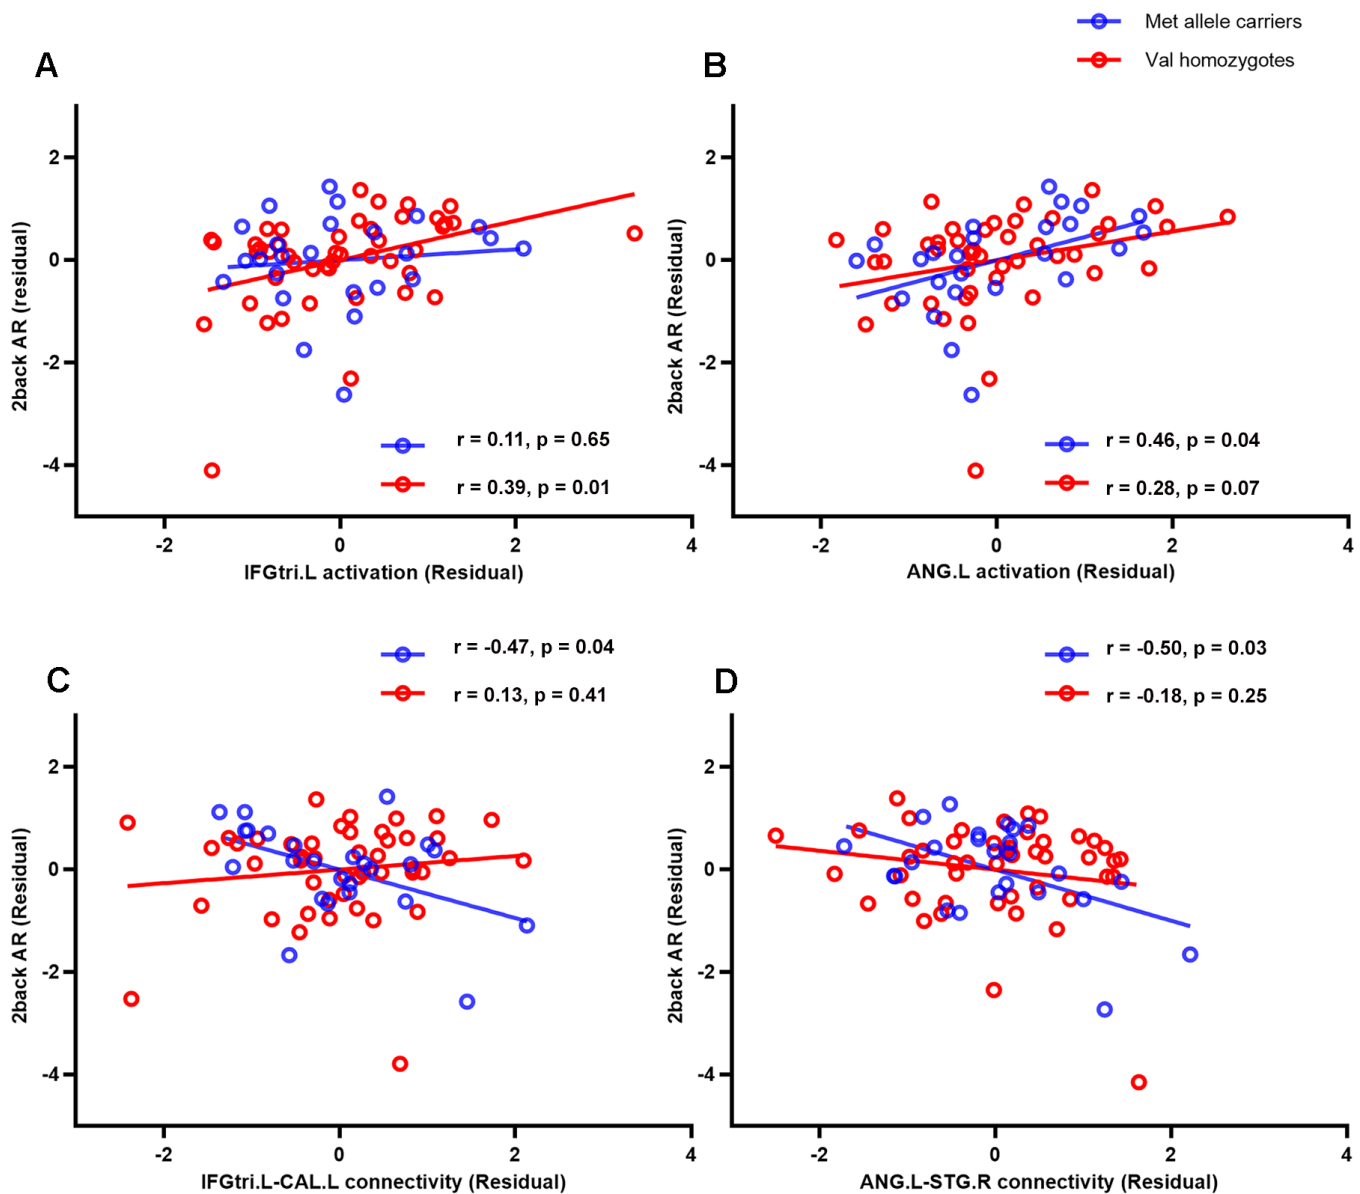 Met allele carriers
Val homozygotes
A
2
0
-2
-4
2back AR (residual)
r = 0.11, p = 0.65
r = 0.39, p = 0.01
-2
0
2
4
IFGtri.L activation (Residual)
B
2
0
-2
-4
2back AR (Residual)
r = 0.46, p = 0.04
r = 0.28, p = 0.07
-2
0
2
4
ANG.L activation (Residual)
C
r = -0.47, p = 0.04
r = 0.13, p = 0.41
2
0
-2
-4
2back AR (Residual)
-2
0
2
4
IFGtri.L-CAL.L connectivity (Residual)
D
r = -0.50, p = 0.03
r = -0.18, p = 0.25
2
0
-2
-4
2back AR (Residual)
-2
0
2
4
ANG.L-STG.R connectivity (Residual)